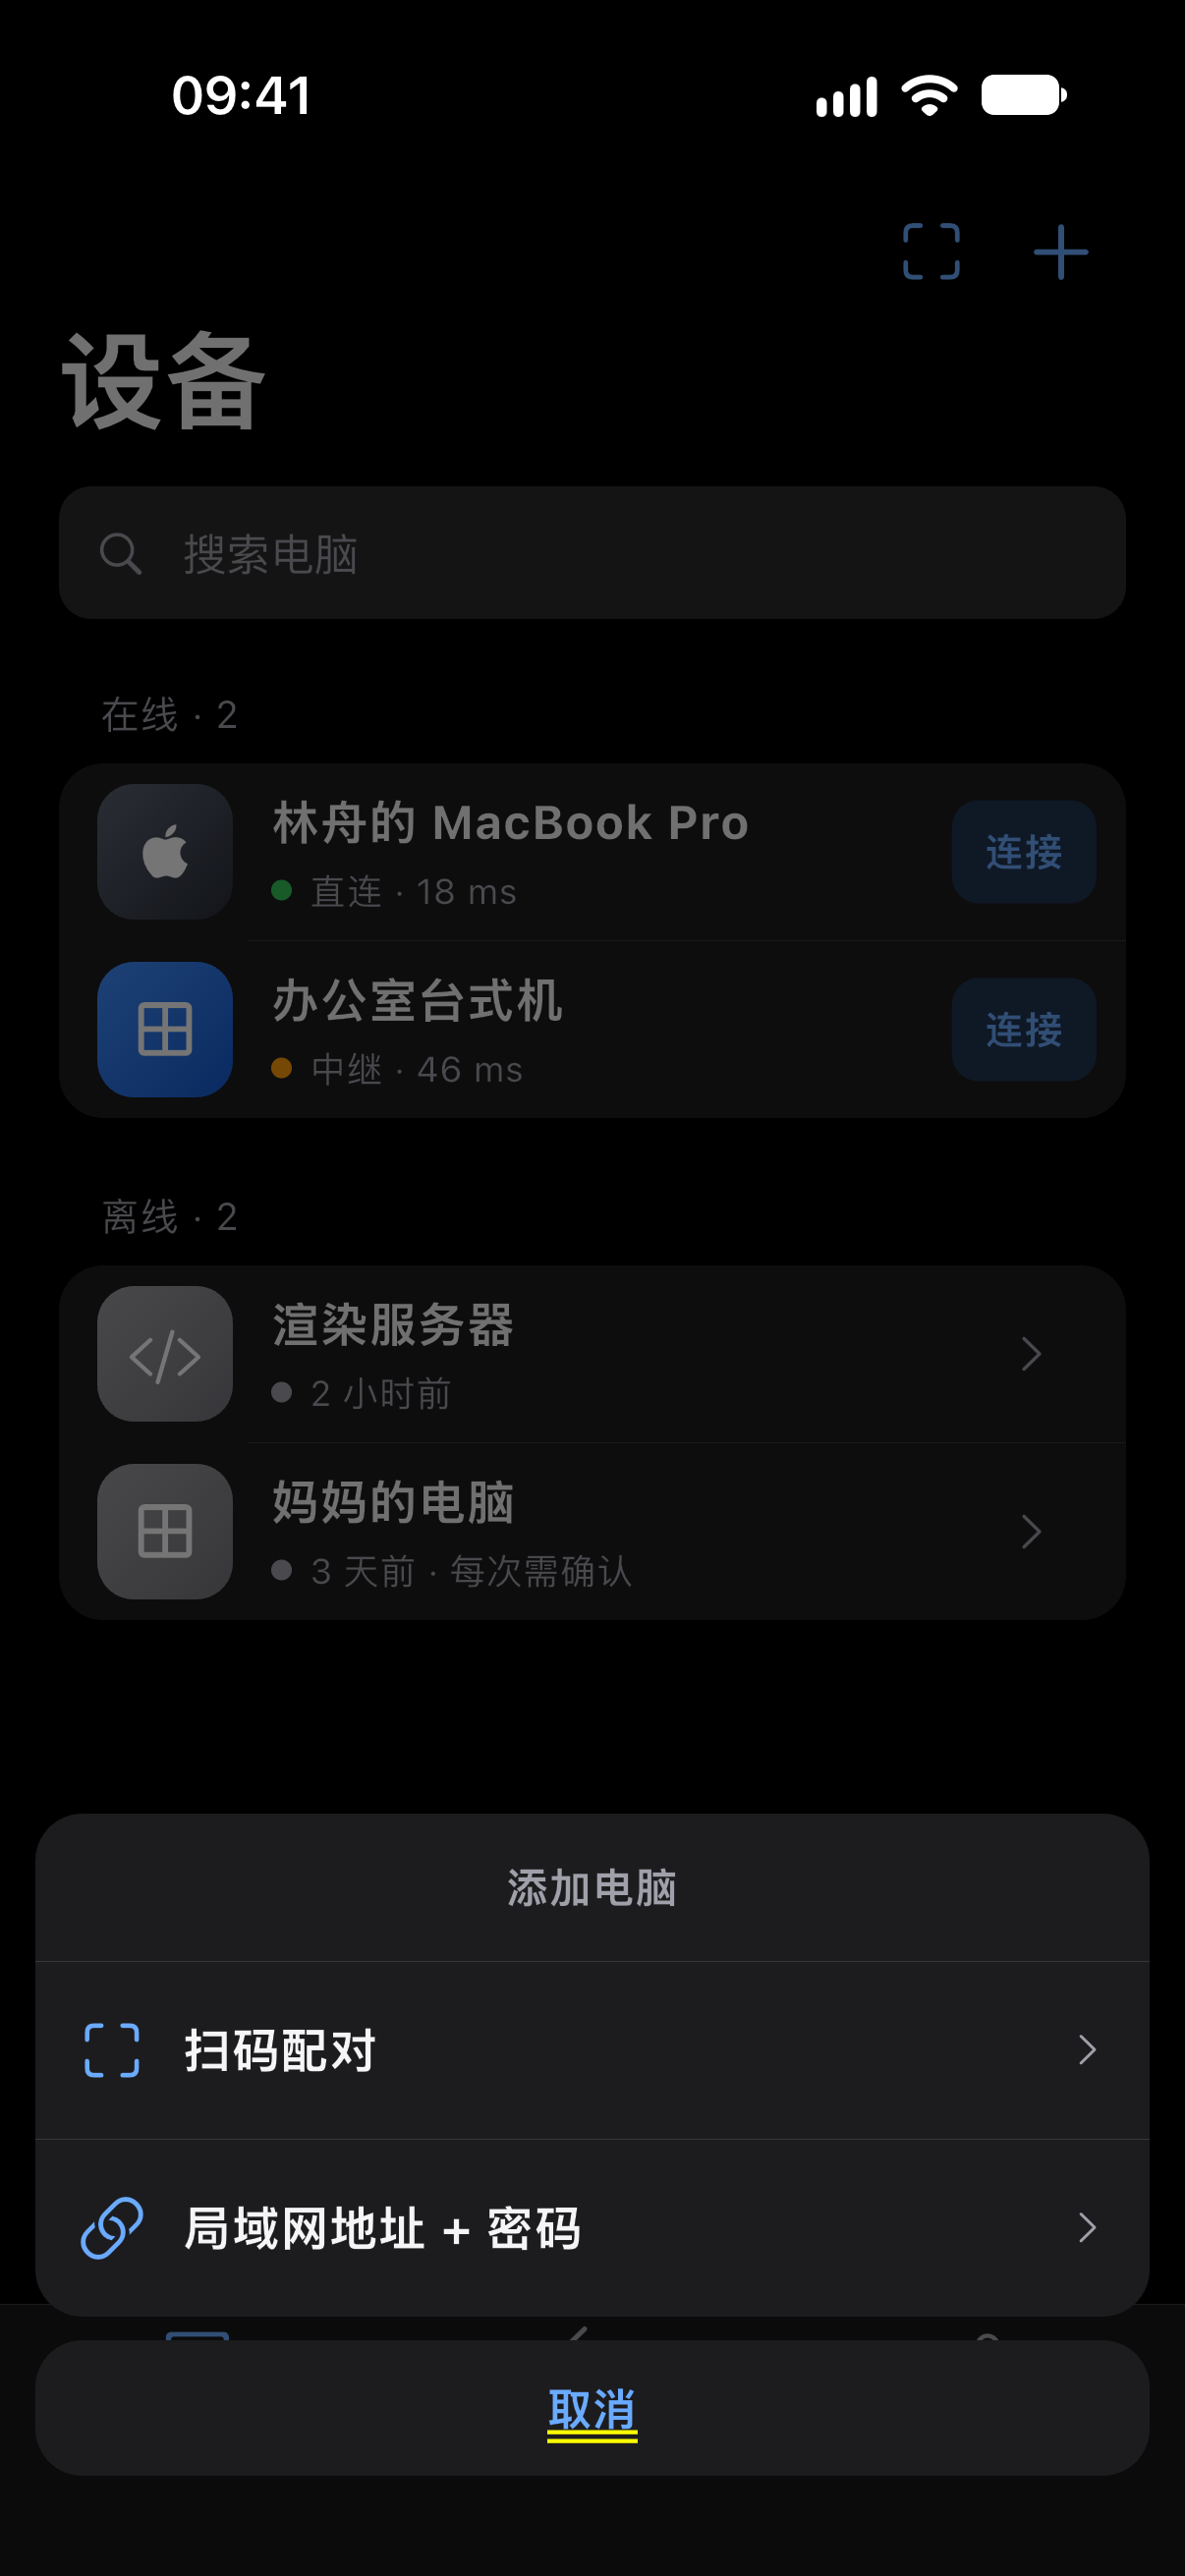 09:41
设备
搜索电脑
在线 · 2
林舟的 MacBook Pro
直连 · 18 ms
连接
办公室台式机
中继 · 46 ms
连接
离线 · 2
渲染服务器
2 小时前
妈妈的电脑
3 天前 · 每次需确认
添加电脑
扫码配对
局域网地址 + 密码
取消